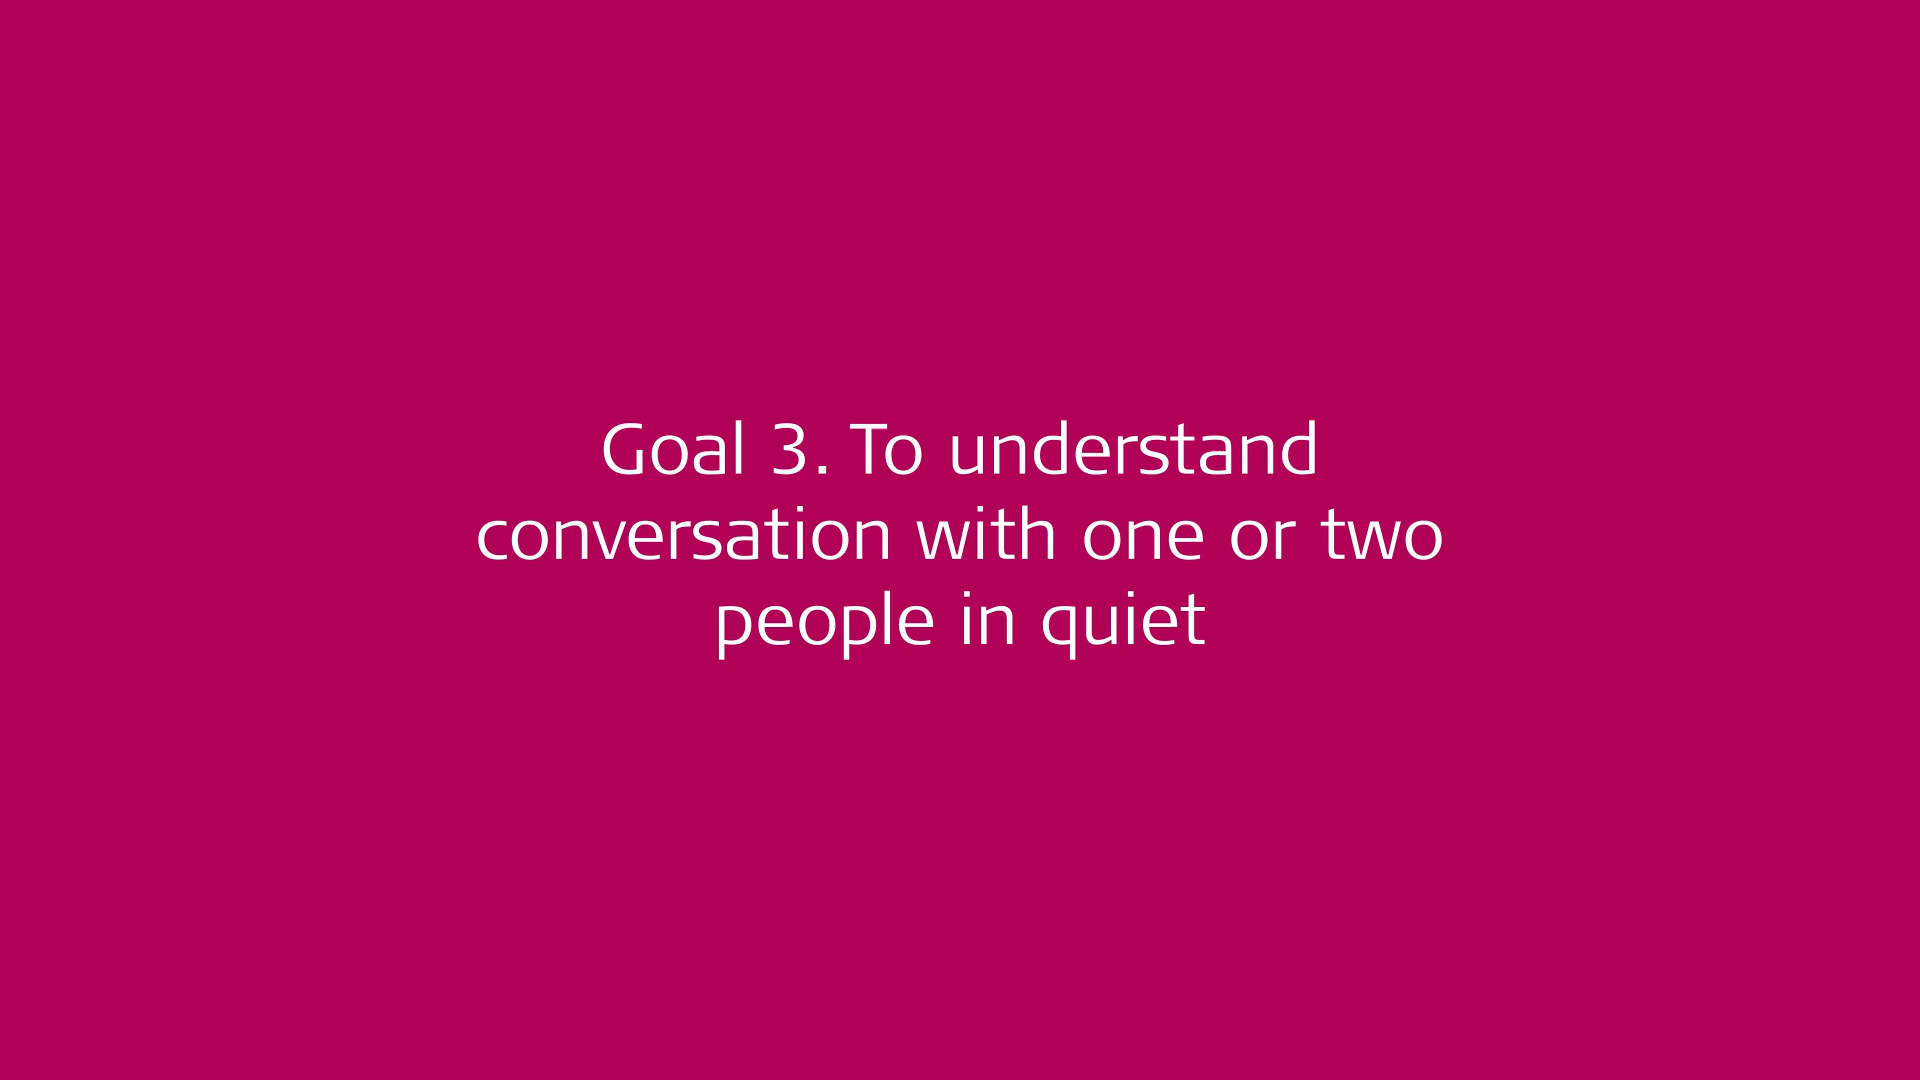 Goal 3. To understand
conversation with one or two
people in quiet